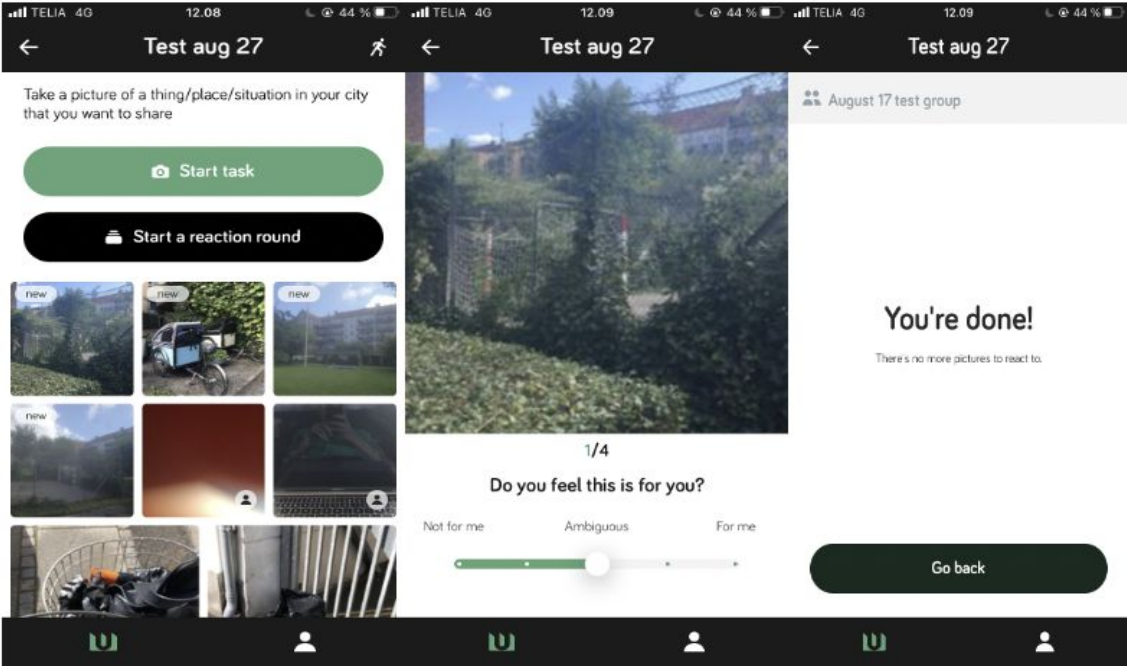 TELIA 4G 12.08 44 %
Test aug 27
Take a picture of a thing/place/situation in your city
that you want to share
Start task
Start a reaction round
new
new
new
new
TELIA 4G 12.09 44 %
Test aug 27
1/4
Do you feel this is for you?
Not for me Ambiguous For me
TELIA 4G 12.09 44 %
Test aug 27
August 17 test group
You're done!
There's no more pictures to react to.
Go back